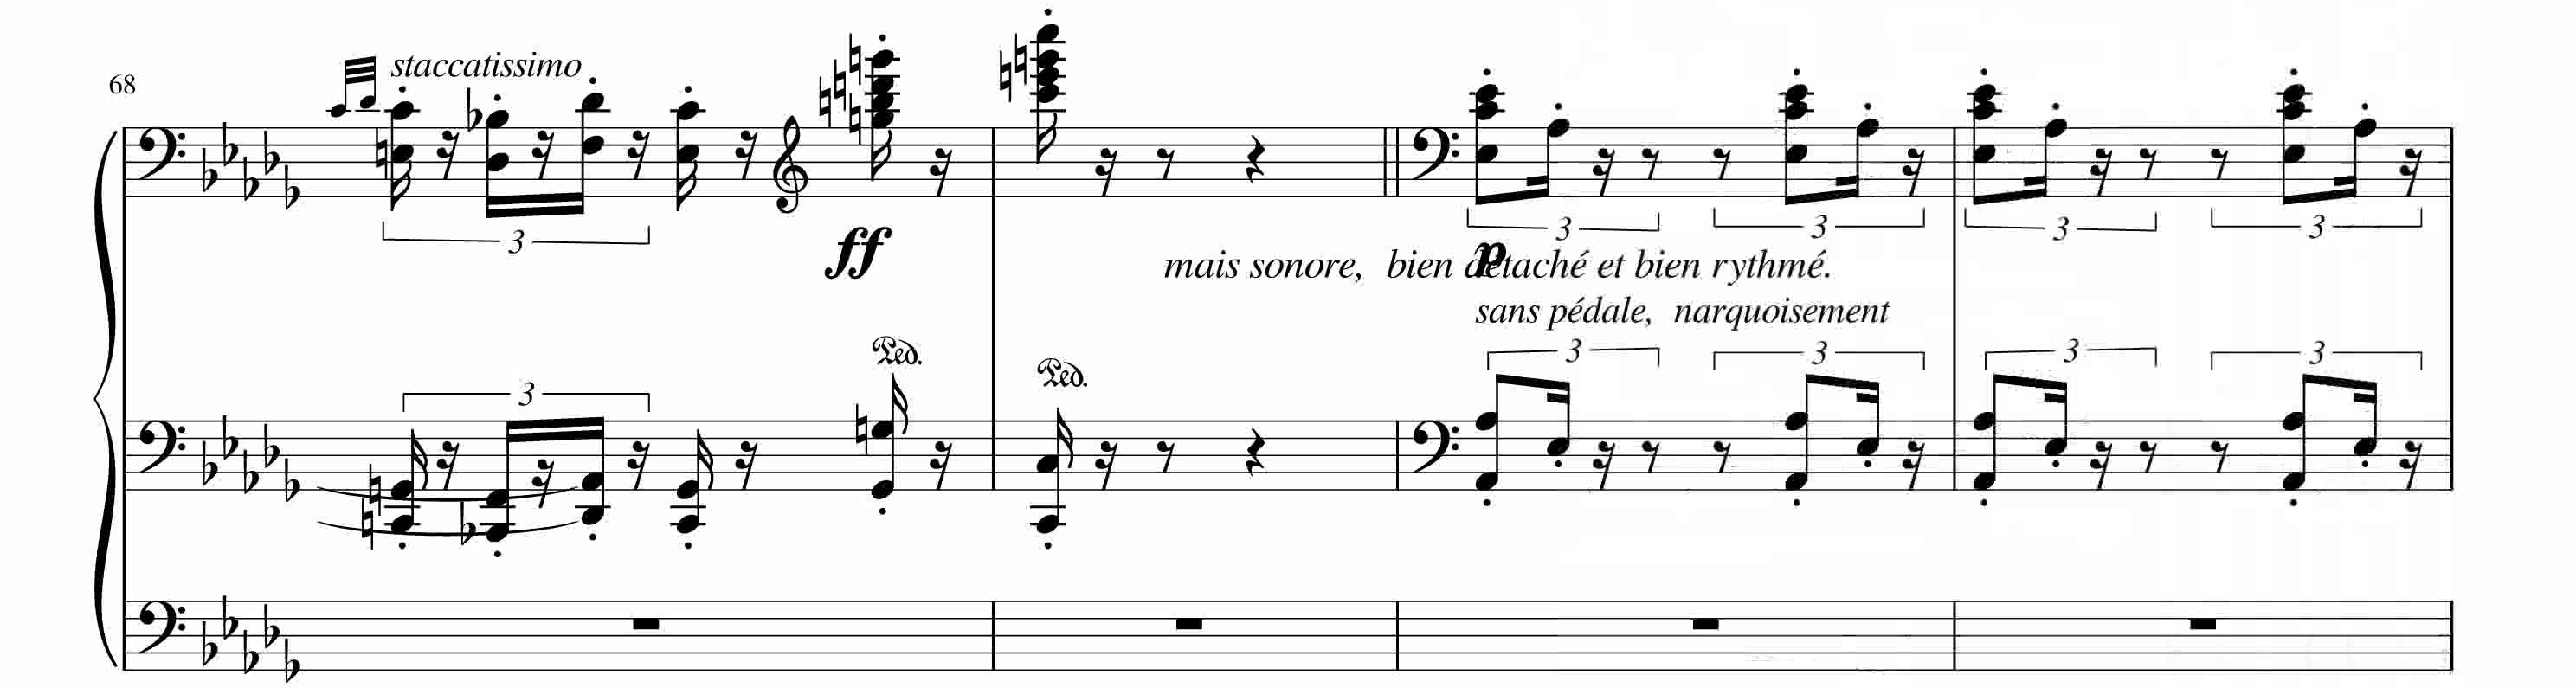 68
staccatissimo
3
ff
3 3 3 3
p
mais sonore, bien détaché et bien rythmé.
sans pédale, narquoisement
Ped. Ped.
3 3 3 3 3